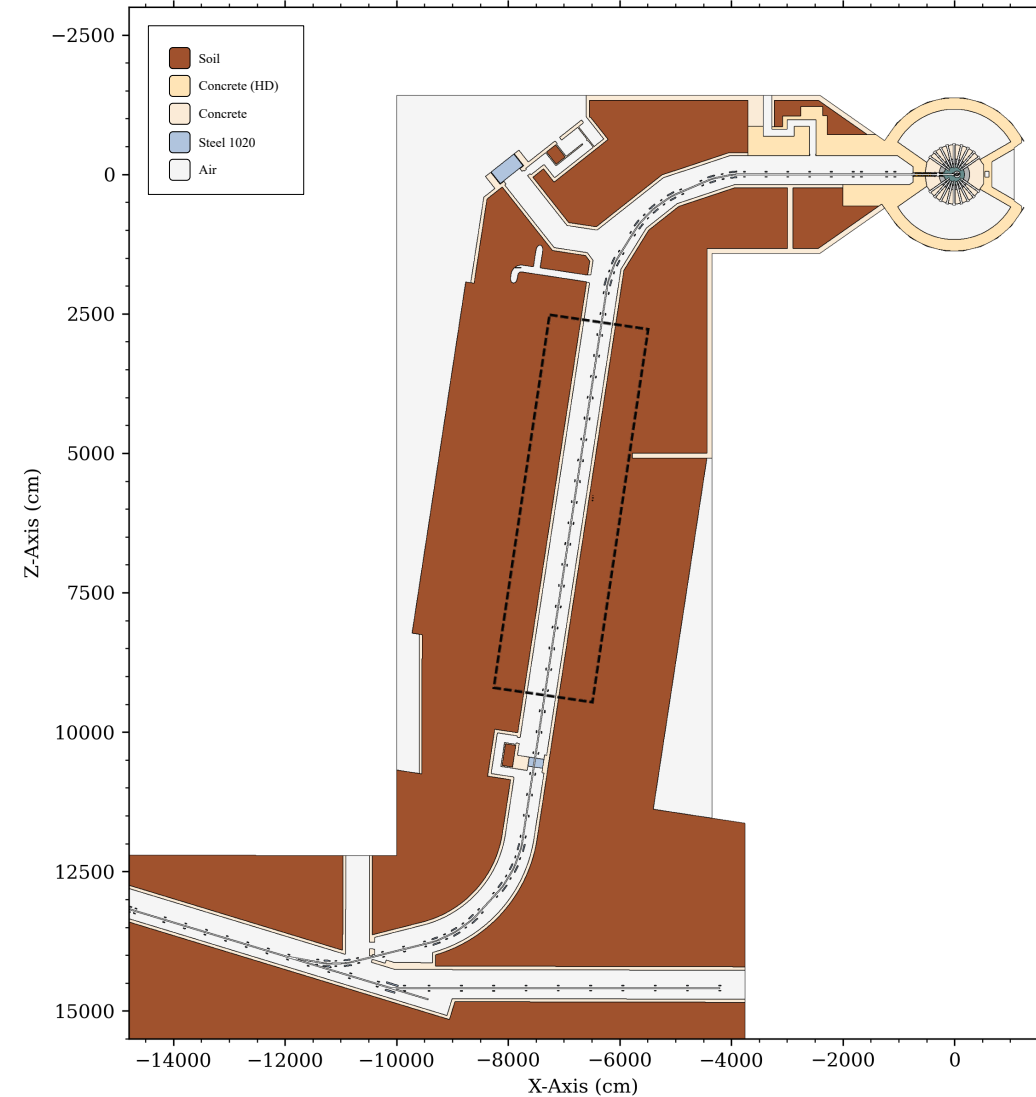 −2500
0
2500
5000
7500
10000
12500
15000
Z-Axis (cm)
Soil
Concrete (HD)
Concrete
Steel 1020
Air
−14000
−12000
−10000
−8000
−6000
−4000
−2000
0
X-Axis (cm)